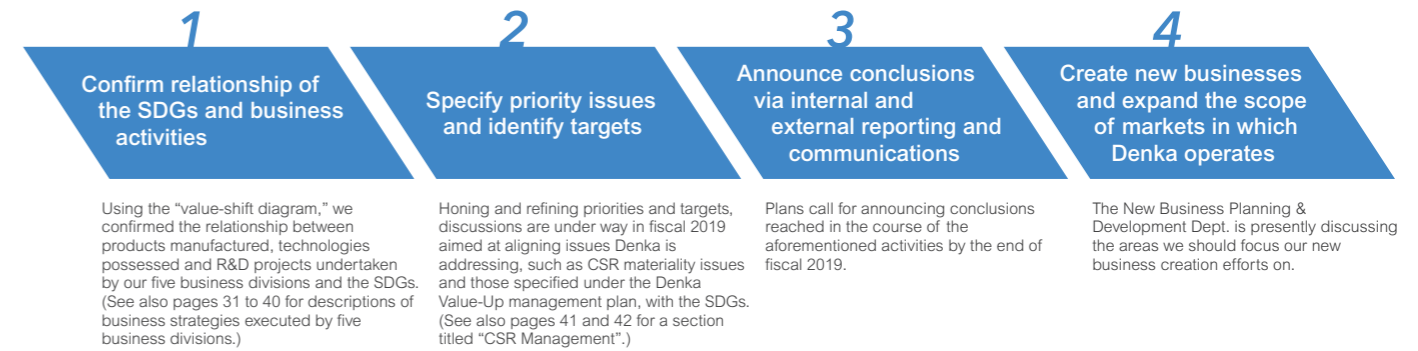 1
Confirm relationship of
the SDGs and business
activities
Using the “value-shift diagram,” we
confirmed the relationship between
products manufactured, technologies
possessed and R&D projects undertaken
by our five business divisions and the SDGs.
(See also pages 31 to 40 for descriptions of
business strategies executed by five
business divisions.)
2
Specify priority issues
and identify targets
Honing and refining priorities and targets,
discussions are under way in fiscal 2019
aimed at aligning issues Denka is
addressing, such as CSR materiality issues
and those specified under the Denka
Value-Up management plan, with the SDGs.
(See also pages 41 and 42 for a section
titled “CSR Management”.)
3
Announce conclusions
via internal and
external reporting and
communications
Plans call for announcing conclusions
reached in the course of the
aforementioned activities by the end of
fiscal 2019.
4
Create new businesses
and expand the scope
of markets in which
Denka operates
The New Business Planning &
Development Dept. is presently discussing
the areas we should focus our new
business creation efforts on.